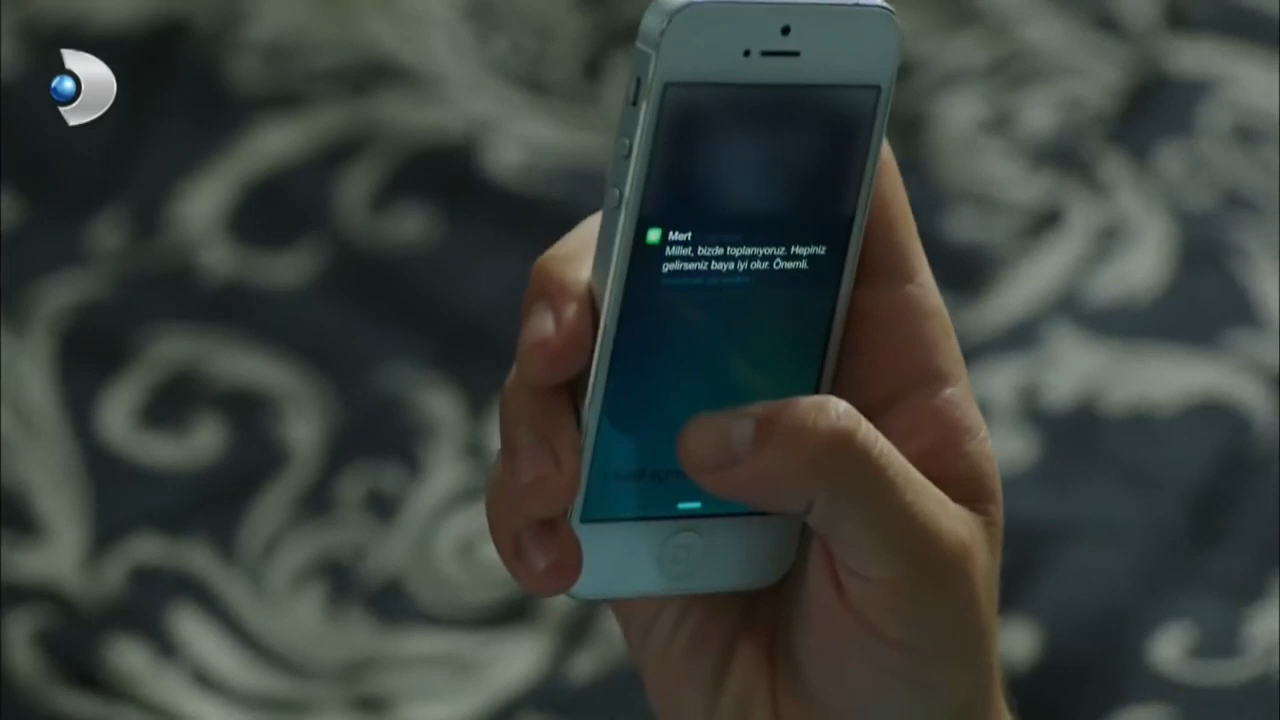 Mert
Millet, bizde toplanıyoruz. Hepiniz
gelirseniz baya iyi olur. Önemli.